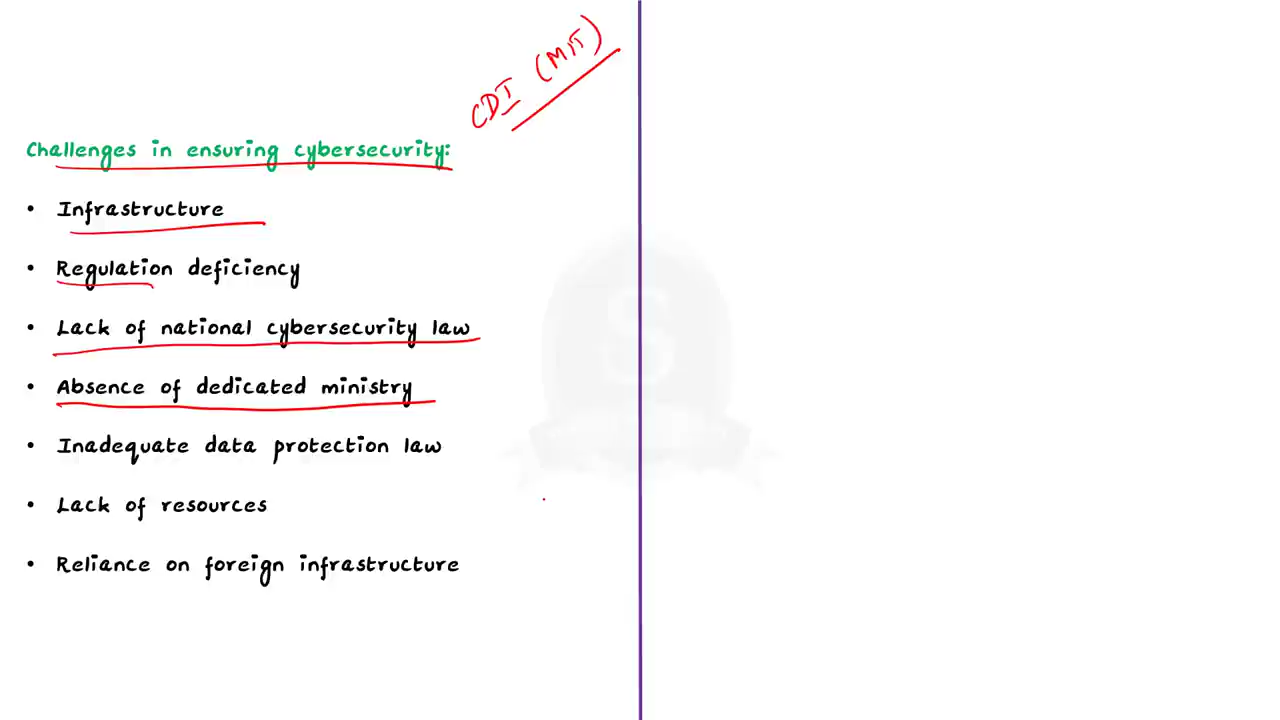 CDI (MIT)
Challenges in ensuring cybersecurity:
• Infrastructure
• Regulation deficiency
• Lack of national cybersecurity law
• Absence of dedicated ministry
• Inadequate data protection law
• Lack of resources
• Reliance on foreign infrastructure